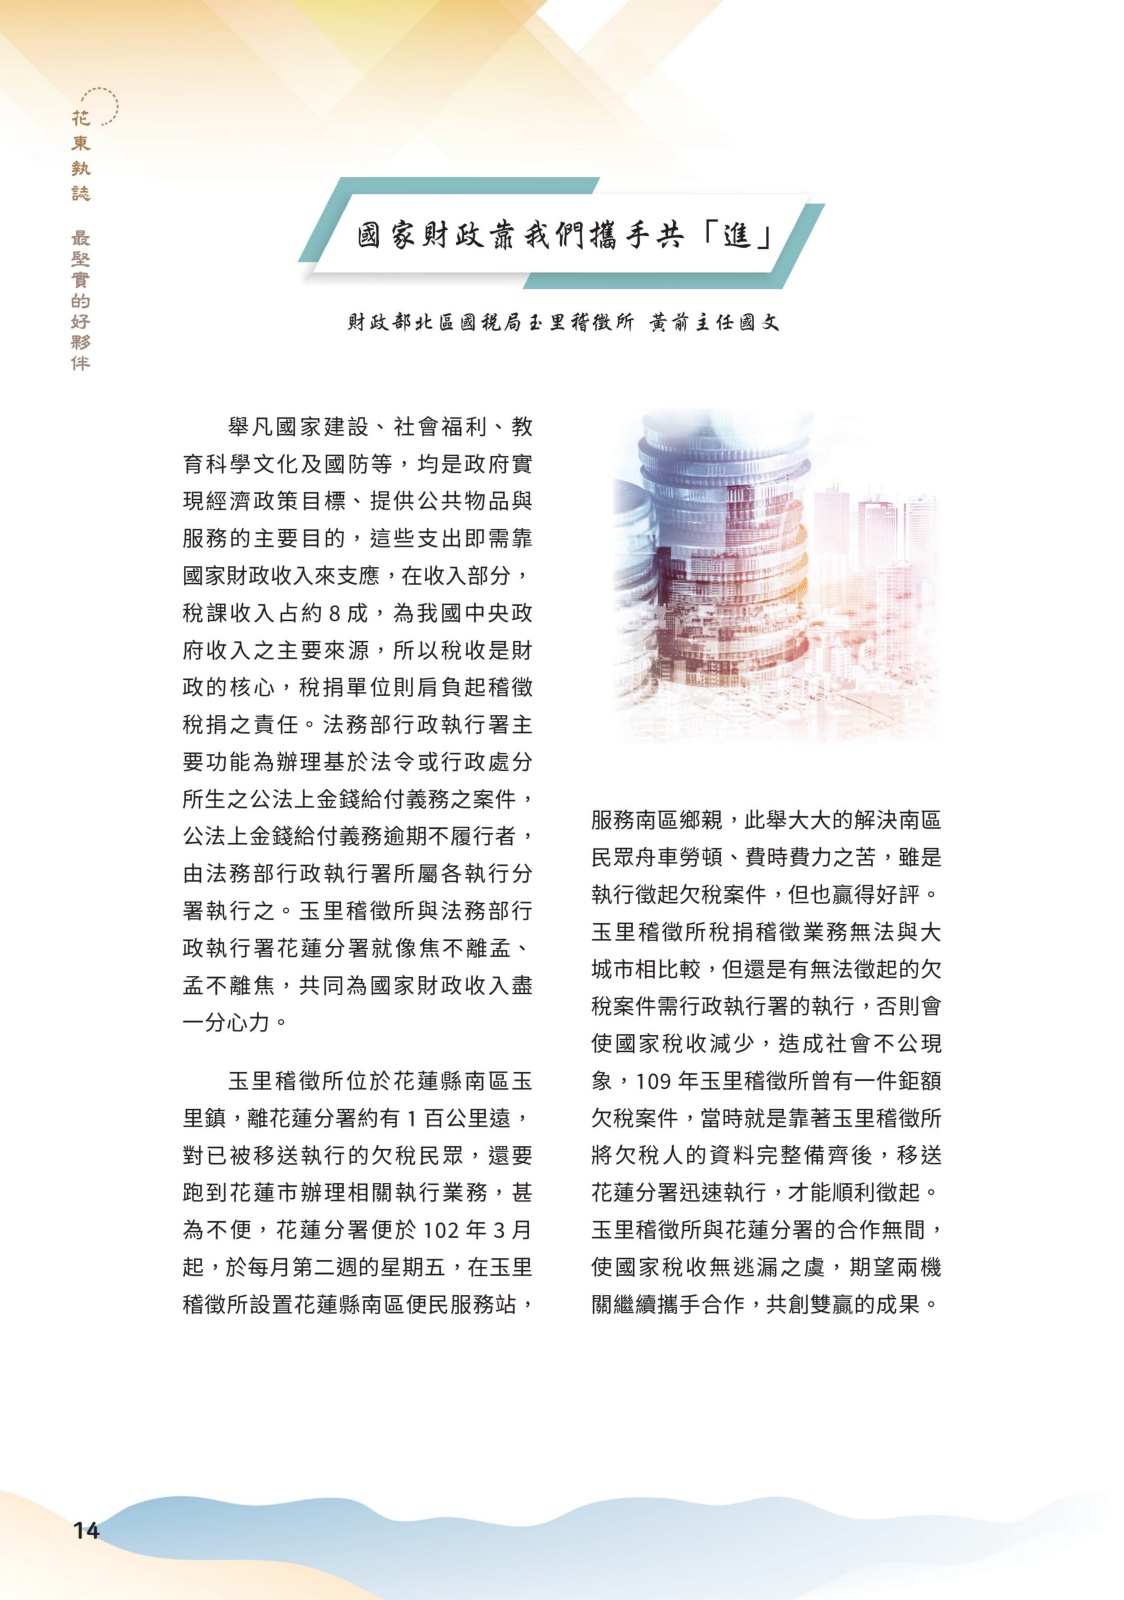 花東執誌
最堅實的好夥伴
國家財政靠我們攜手共「進」
財政部北區國稅局玉里稽徵所 黃前主任國文
舉凡國家建設、社會福利、教
育科學文化及國防等，均是政府實
現經濟政策目標、提供公共物品與
服務的主要目的，這些支出即需靠
國家財政收入來支應，在收入部分，
稅課收入占約 8 成，為我國中央政
府收入之主要來源，所以稅收是財
政的核心，稅捐單位則肩負起稽徵
稅捐之責任。法務部行政執行署主
要功能為辦理基於法令或行政處分
所生之公法上金錢給付義務之案件，
公法上金錢給付義務逾期不履行者，
由法務部行政執行署所屬各執行分
署執行之。玉里稽徵所與法務部行
政執行署花蓮分署就像焦不離孟、
孟不離焦，共同為國家財政收入盡
一分心力。
玉里稽徵所位於花蓮縣南區玉
里鎮，離花蓮分署約有 1 百公里遠，
對已被移送執行的欠稅民眾，還要
跑到花蓮市辦理相關執行業務，甚
為不便，花蓮分署便於 102 年 3 月
起，於每月第二週的星期五，在玉里
稽徵所設置花蓮縣南區便民服務站，
服務南區鄉親，此舉大大的解決南區
民眾舟車勞頓、費時費力之苦，雖是
執行徵起欠稅案件，但也贏得好評。
玉里稽徵所稅捐稽徵業務無法與大
城市相比較，但還是有無法徵起的欠
稅案件需行政執行署的執行，否則會
使國家稅收減少，造成社會不公現
象，109 年玉里稽徵所曾有一件鉅額
欠稅案件，當時就是靠著玉里稽徵所
將欠稅人的資料完整備齊後，移送
花蓮分署迅速執行，才能順利徵起。
玉里稽徵所與花蓮分署的合作無間，
使國家稅收無逃漏之虞，期望兩機
關繼續攜手合作，共創雙贏的成果。
14